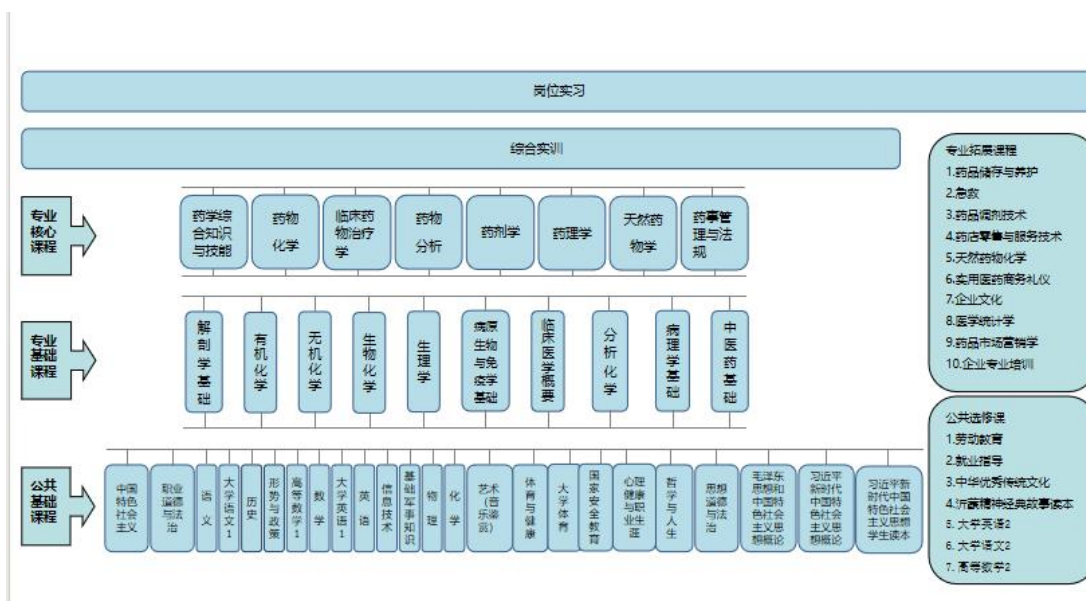 岗位实习
综合实训
专业
核心
课程
药学综
合知识
与技能
药物
化学
临床药
物治疗
学
药物
分析
药剂学
药理学
天然药
物学
药事管
理与法
规
专业
基础
课程
解剖学基础
有机化学
无机化学
生物化学
生理学
病原
生物
与免
疫学
基础
临床医学概要
分析化学
病理学基础
中医药基础
公共
基础
课程
中国
特色
社会
主义
职业
道德
与法
治
语义
大学语文1
历史
形势与政策
高等数学1
数学
大学英语1
英语
信息技术
基础军事知识
物理
化学
艺术
(音乐
鉴赏)
体育与健康
大学体育
国家安全教育
心理
健康
与职
业生
涯
哲学与人生
思想
道德
与法
治
毛泽东
思想和
中国特
色社会
主义思
想概论
习近平
新时代
中国特
色社会
主义思
想概论
习近平新
时代中国
特色社会
主义思想
学生读本
专业拓展课程
1.药品储存与养护
2.急救
3.药品调剂技术
4.药店零售与服务技术
5.天然药物化学
6.实用医药商务礼仪
7.企业文化
8.医学统计学
9.药品市场营销学
10.企业专业培训
公共选修课
1.劳动教育
2.就业指导
3.中华优秀传统文化
4.沂蒙精神经典故事读本
5. 大学英语2
6. 大学语文2
7. 高等数学2